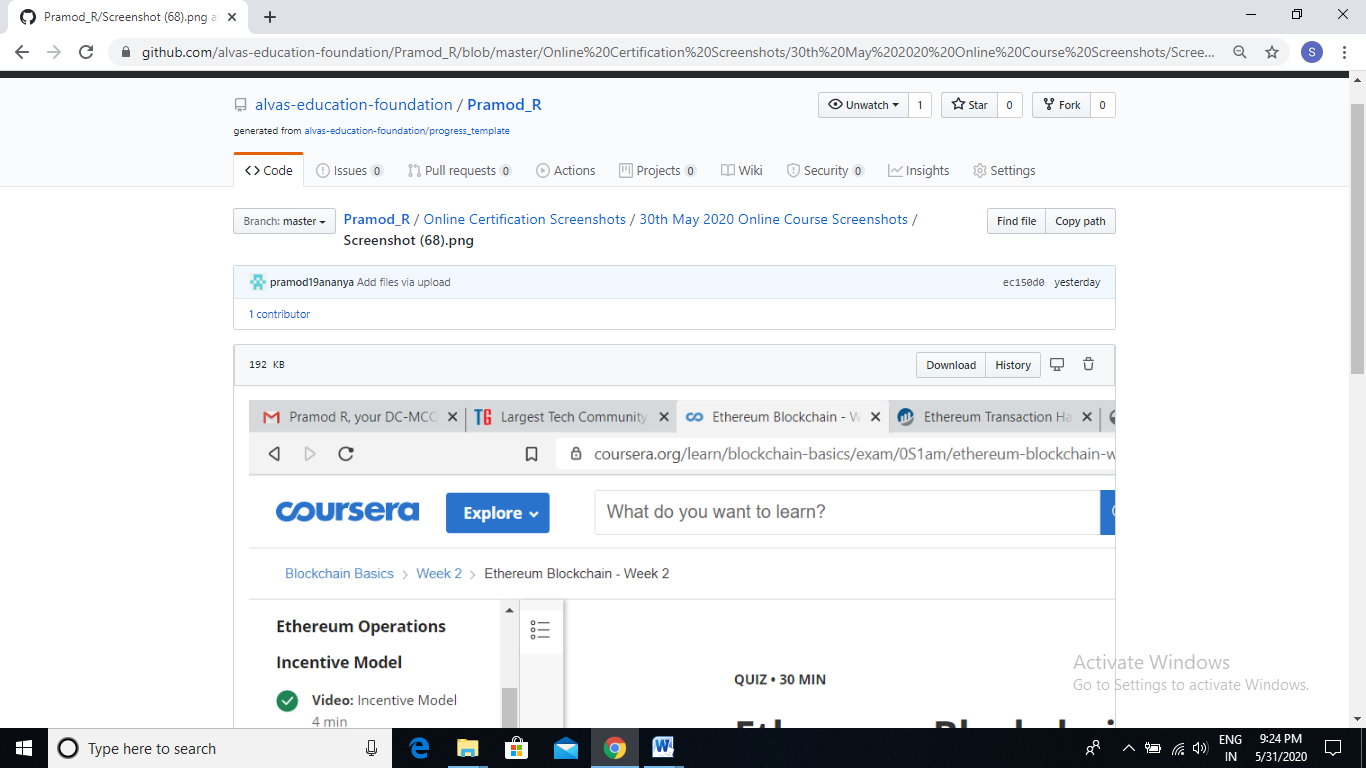 Pramod_R/Screenshot (68).png a
github.com/alvas-education-foundation/Pramod_R/blob/master/Online%20Certification%20Screenshots/30th%20May%202020%20Online%20Course%20Screenshots/Scree...
S
alvas-education-foundation / Pramod_R
Unwatch 1 Star 0 Fork 0
generated from alvas-education-foundation/progress_template
<> Code Issues 0 Pull requests 0 Actions Projects 0 Wiki Security 0 Insights Settings
Branch: master Pramod_R / Online Certification Screenshots / 30th May 2020 Online Course Screenshots /
Screenshot (68).png
Find file Copy path
pramod19ananya Add files via upload ec150d0 yesterday
1 contributor
192 KB Download History
Pramod R, your DC-MCC TG Largest Tech Community Ethereum Blockchain - W Ethereum Transaction Ha
coursera.org/learn/blockchain-basics/exam/0S1am/ethereum-blockchain-w
coursera Explore What do you want to learn?
Blockchain Basics > Week 2 > Ethereum Blockchain - Week 2
Ethereum Operations
Incentive Model
Video: Incentive Model
4 min
QUIZ • 30 MIN
Activate Windows
Go to Settings to activate Windows.
Type here to search
ENG
IN
9:24 PM
5/31/2020